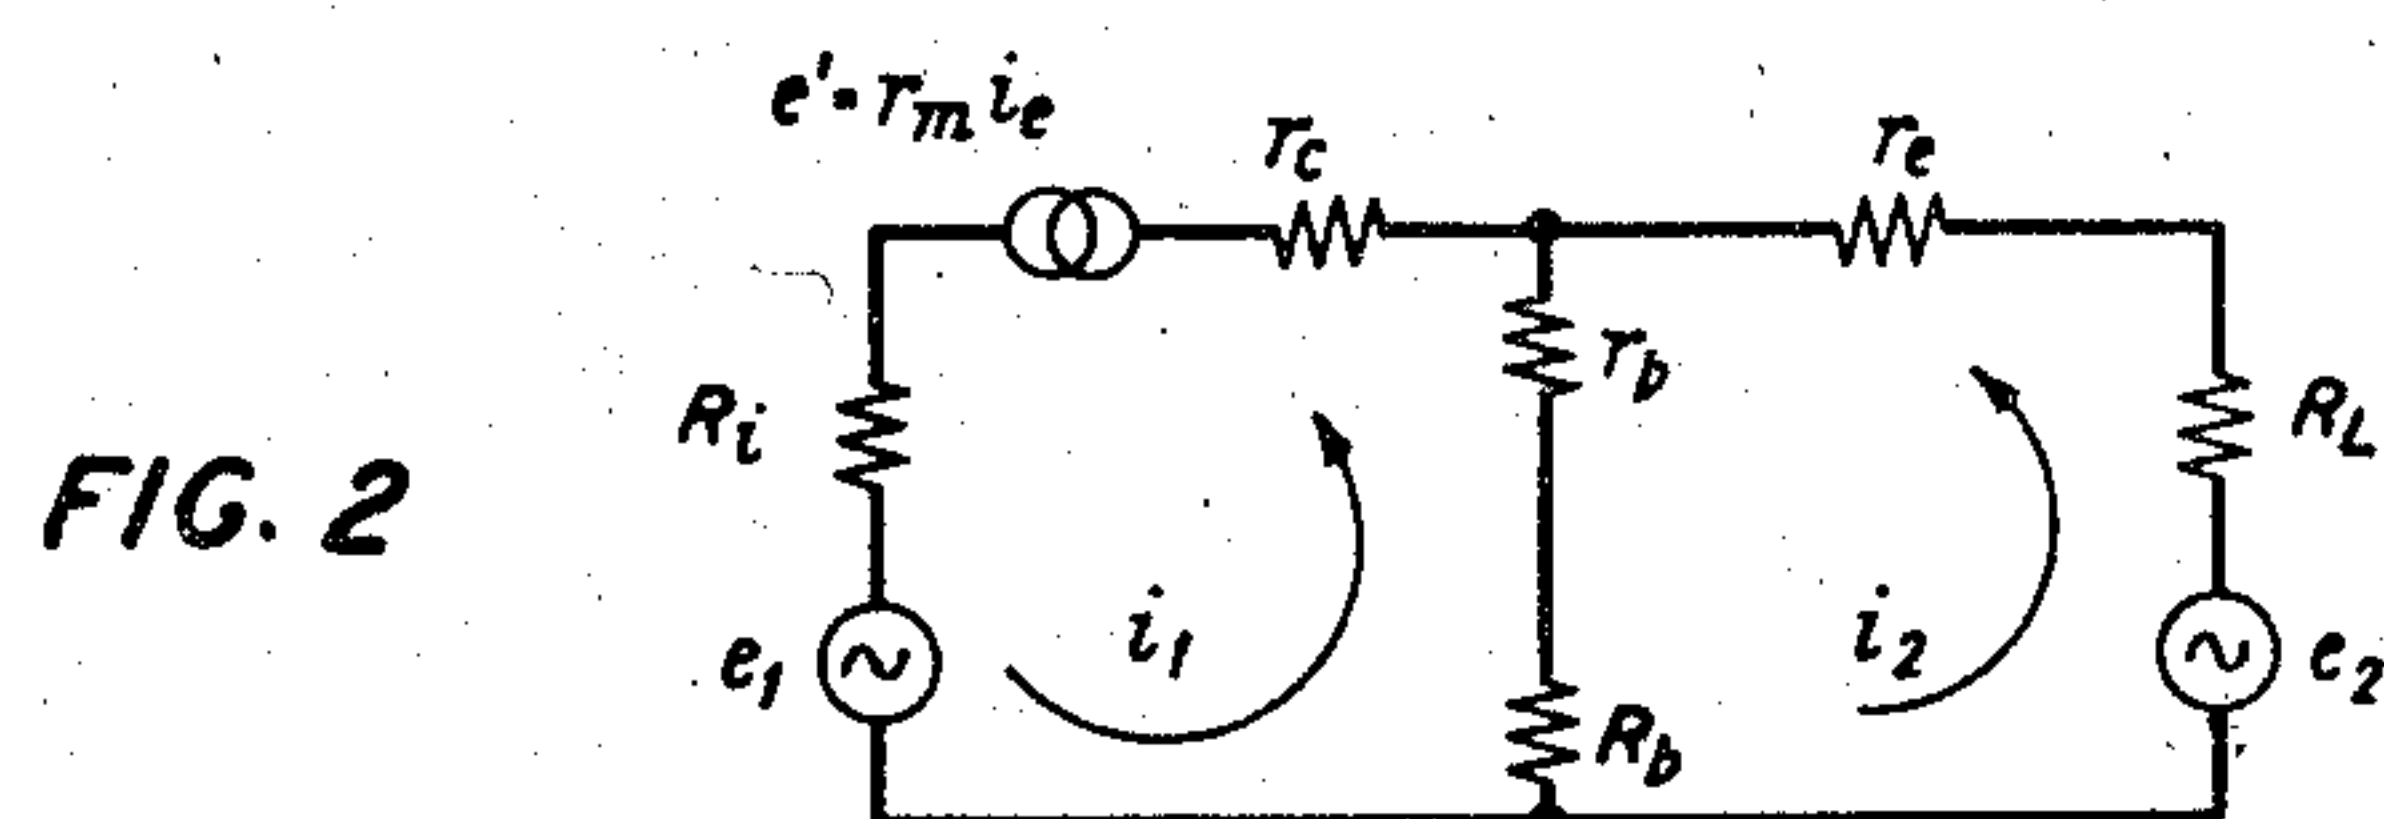 e'=r_m i_e
r_c
r_e
r_b
R_i
R_L
FIG. 2
e_1
i_1
i_2
e_2
R_b